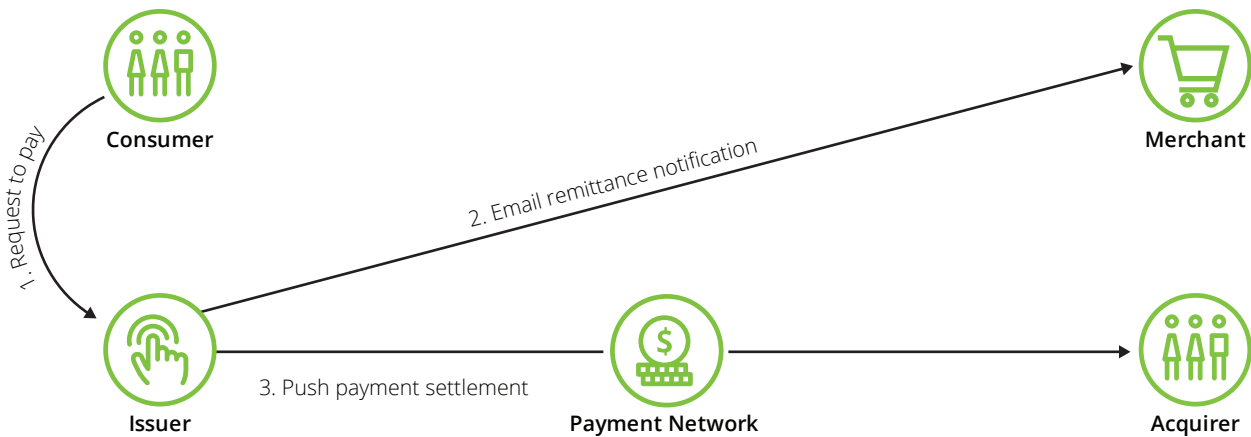 Consumer
Merchant
1. Request to pay
2. Email remittance notification
$
3. Push payment settlement
Issuer
Payment Network
Acquirer